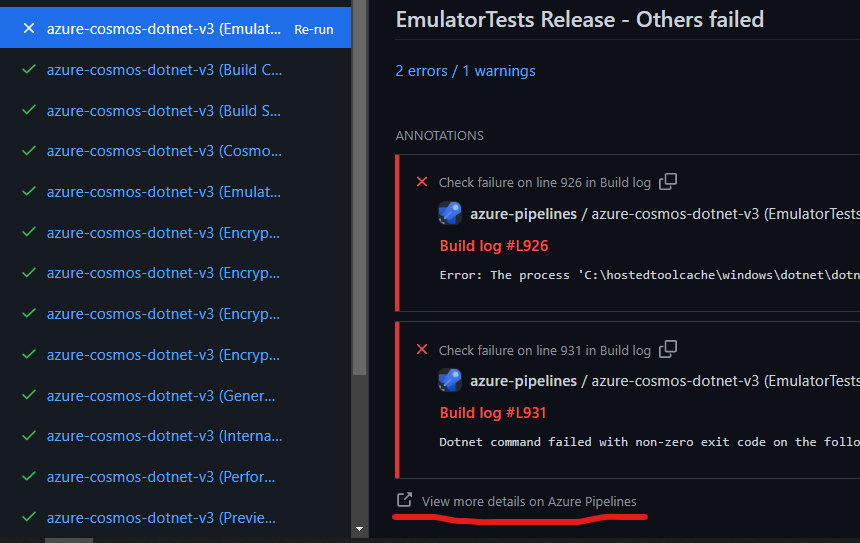 azure-cosmos-dotnet-v3 (Emulat... Re-run
azure-cosmos-dotnet-v3 (Build C...
azure-cosmos-dotnet-v3 (Build S...
azure-cosmos-dotnet-v3 (Cosmo...
azure-cosmos-dotnet-v3 (Emulat...
azure-cosmos-dotnet-v3 (Encryp...
azure-cosmos-dotnet-v3 (Encryp...
azure-cosmos-dotnet-v3 (Encryp...
azure-cosmos-dotnet-v3 (Encryp...
azure-cosmos-dotnet-v3 (Gener...
azure-cosmos-dotnet-v3 (Interna...
azure-cosmos-dotnet-v3 (Perfor...
azure-cosmos-dotnet-v3 (Previe...
EmulatorTests Release - Others failed
2 errors / 1 warnings
ANNOTATIONS
Check failure on line 926 in Build log
azure-pipelines / azure-cosmos-dotnet-v3 (EmulatorTests
Build log #L926
Error: The process 'C:\hostedtoolcache\windows\dotnet\dotn
Check failure on line 931 in Build log
azure-pipelines / azure-cosmos-dotnet-v3 (EmulatorTests
Build log #L931
Dotnet command failed with non-zero exit code on the follo
View more details on Azure Pipelines